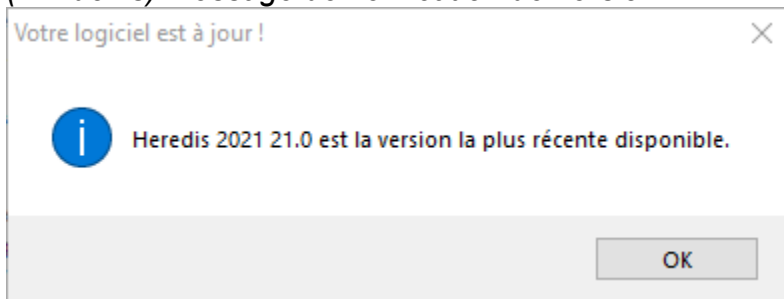 Votre logiciel est à jour !
Heredis 2021 21.0 est la version la plus récente disponible.
OK